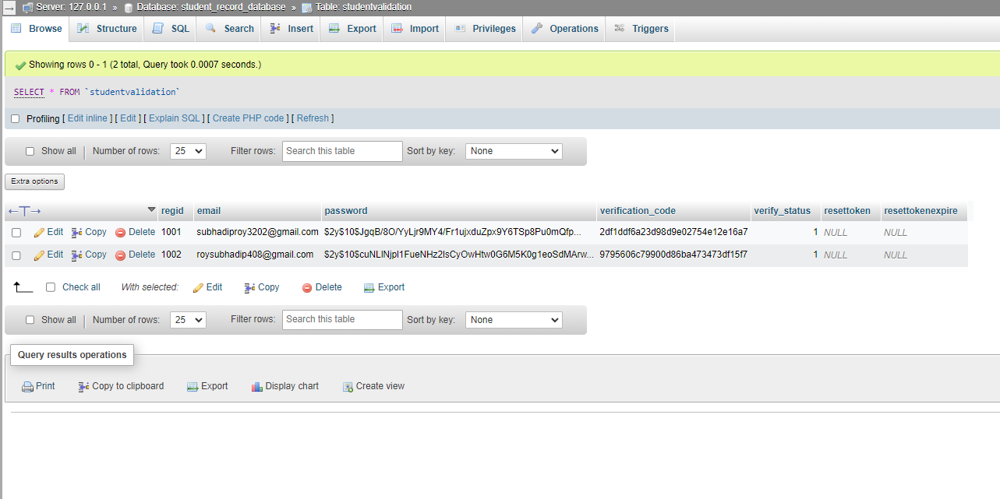 Server: 127.0.0.1 » Database: student_record_database » Table: studentvalidation
Browse Structure SQL Search Insert Export Import Privileges Operations Triggers
Showing rows 0 - 1 (2 total, Query took 0.0007 seconds.)
SELECT * FROM `studentvalidation`
Profiling [ Edit inline ] [ Edit ] [ Explain SQL ] [ Create PHP code ] [ Refresh ]
Show all | Number of rows: 25 Filter rows: Search this table Sort by key: None
Extra options
←T→ regid email password verification_code verify_status resettoken resettokenexpire
Edit Copy Delete 1001 subhadiproy3202@gmail.com $2y$10$JgqB/8O/YyLjr9MY4/Fr1ujxduZpx9Y6TSp8Pu0mQfp... 2df1ddf6a23d98d9e02754e12e16a7 1 NULL NULL
Edit Copy Delete 1002 roysubhadip408@gmail.com $2y$10$cuNLlNjpI1FueNHz2IsCyOwHtw0G6M5K0g1eoSdMArw... 9795606c79900d86ba473473df15f7 1 NULL NULL
Check all With selected: Edit Copy Delete Export
Show all | Number of rows: 25 Filter rows: Search this table Sort by key: None
Query results operations
Print Copy to clipboard Export Display chart Create view